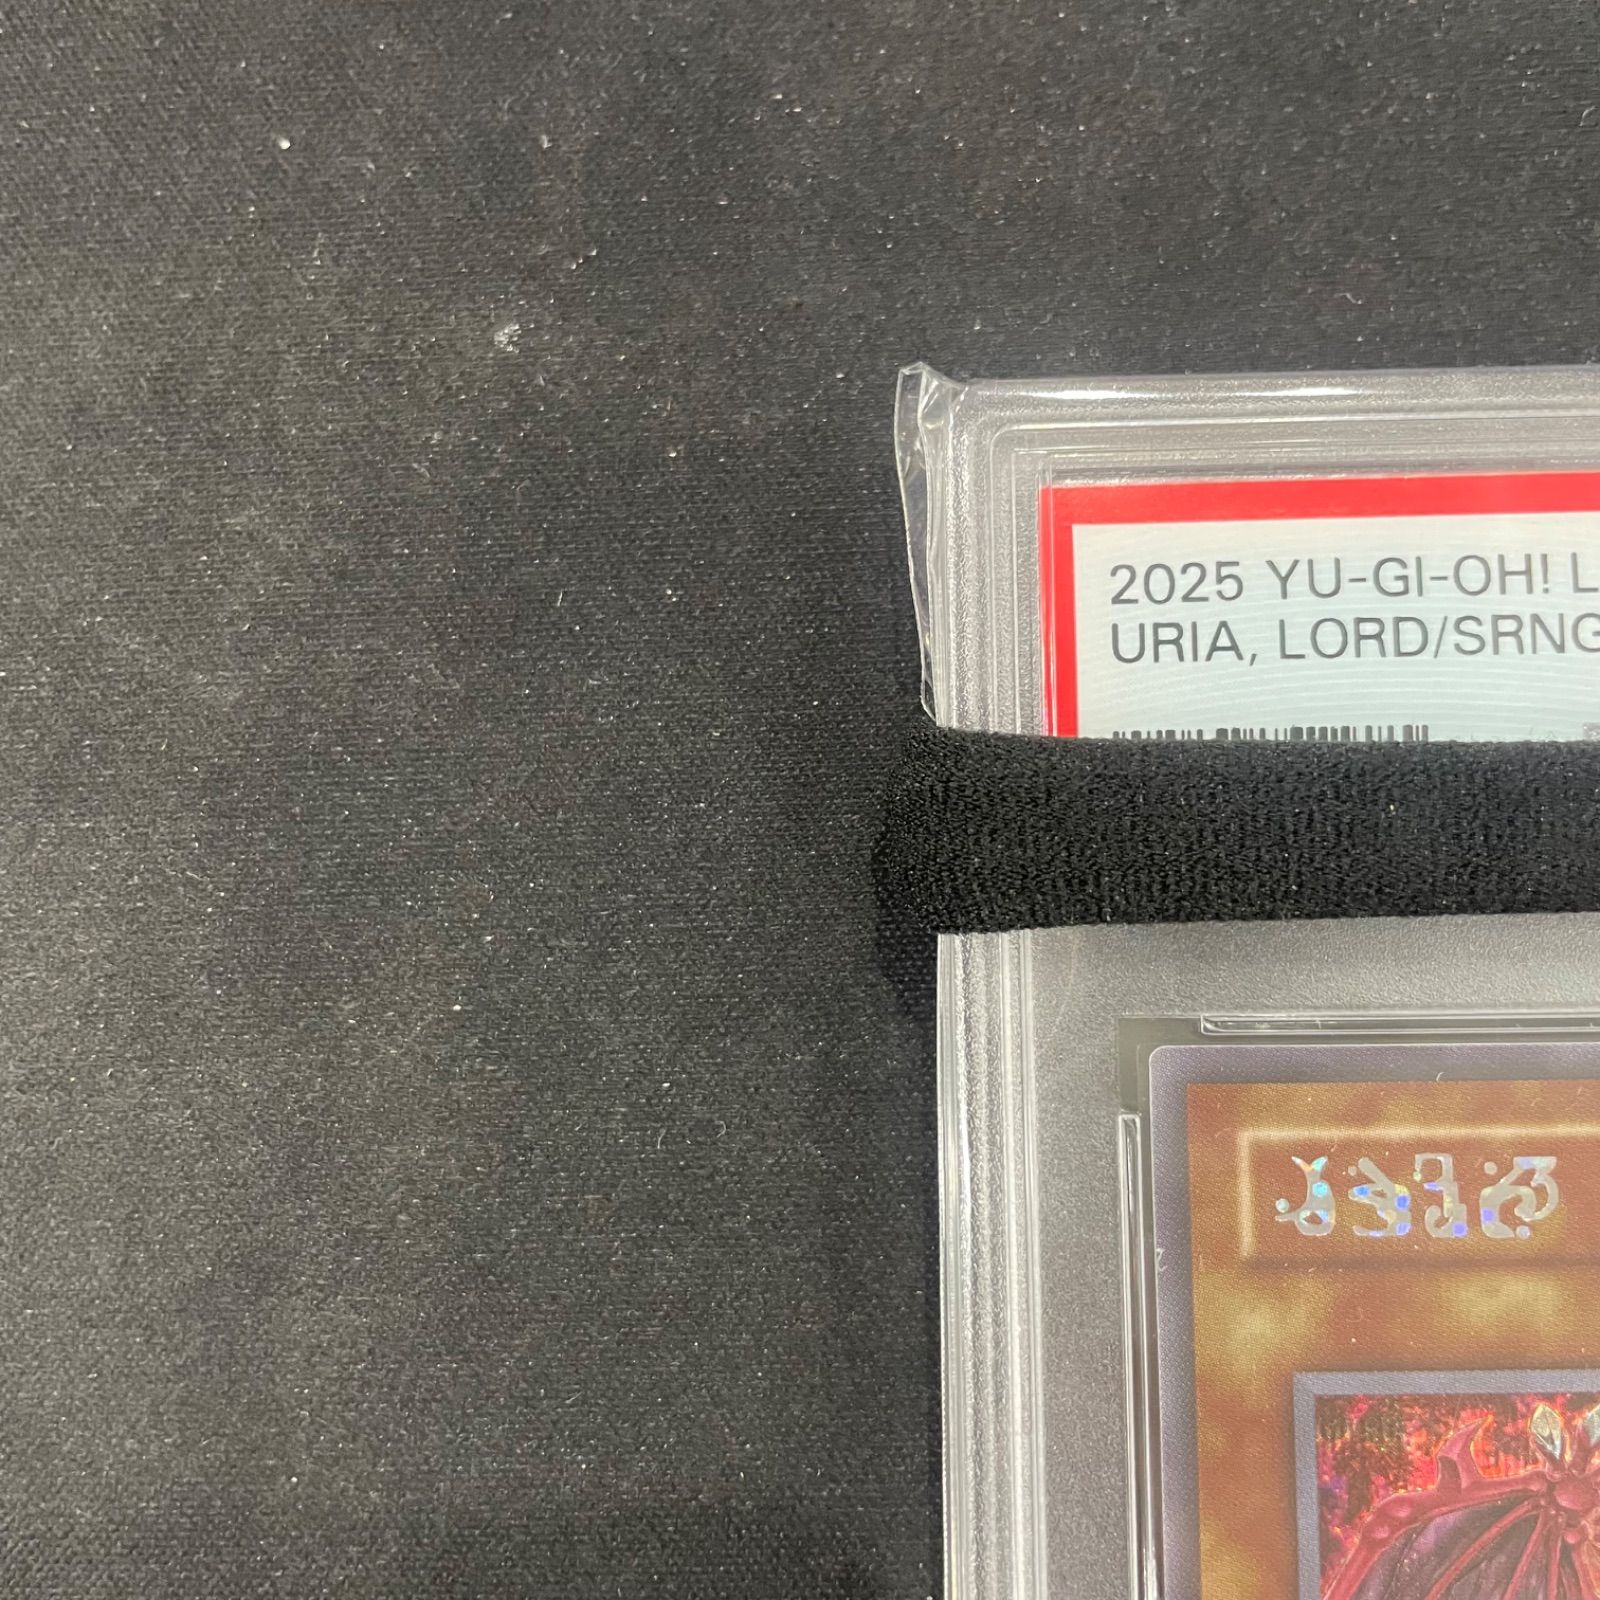 2025 YU-GI-OH! L
URIA, LORD/SRNG